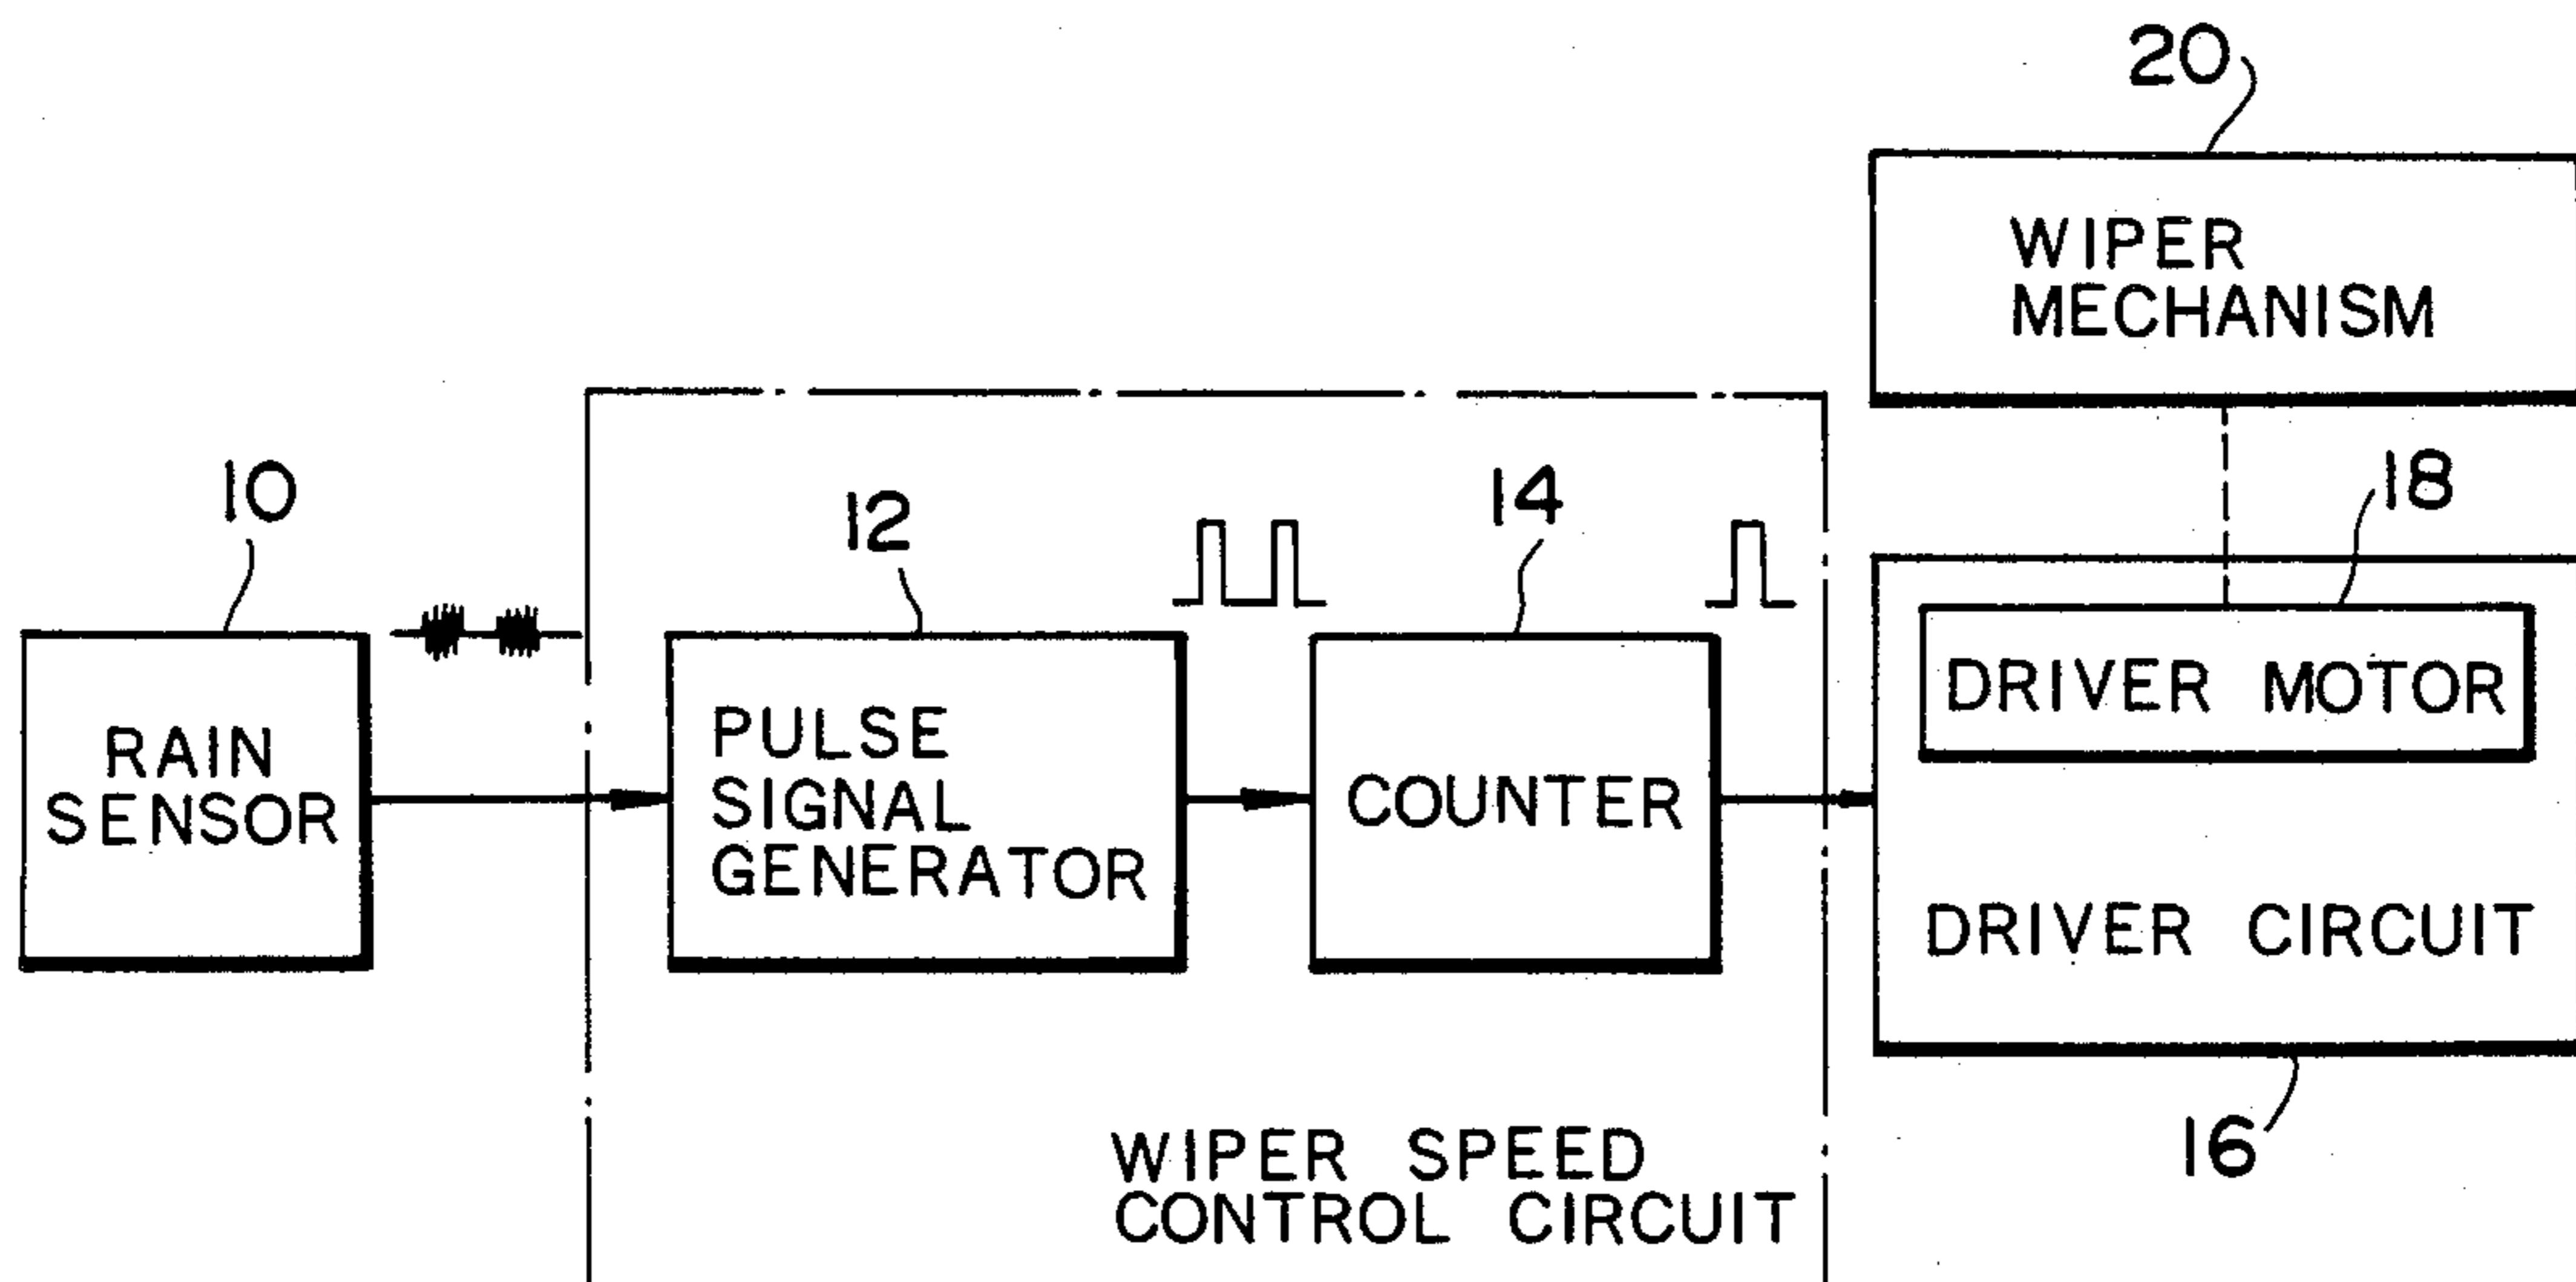 20
WIPER
MECHANISM
10
12
14
18
RAIN
SENSOR
PULSE
SIGNAL
GENERATOR
COUNTER
DRIVER MOTOR
DRIVER CIRCUIT
16
WIPER SPEED
CONTROL CIRCUIT